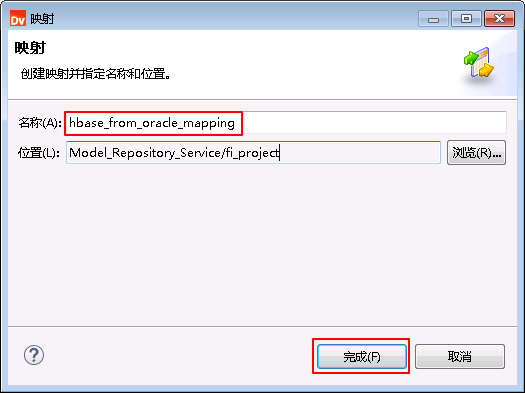 Dv 映射
映射
创建映射并指定名称和位置。
名称(A): hbase_from_oracle_mapping
位置(L): Model_Repository_Service/fi_project 浏览(R)...
? 完成(F) 取消